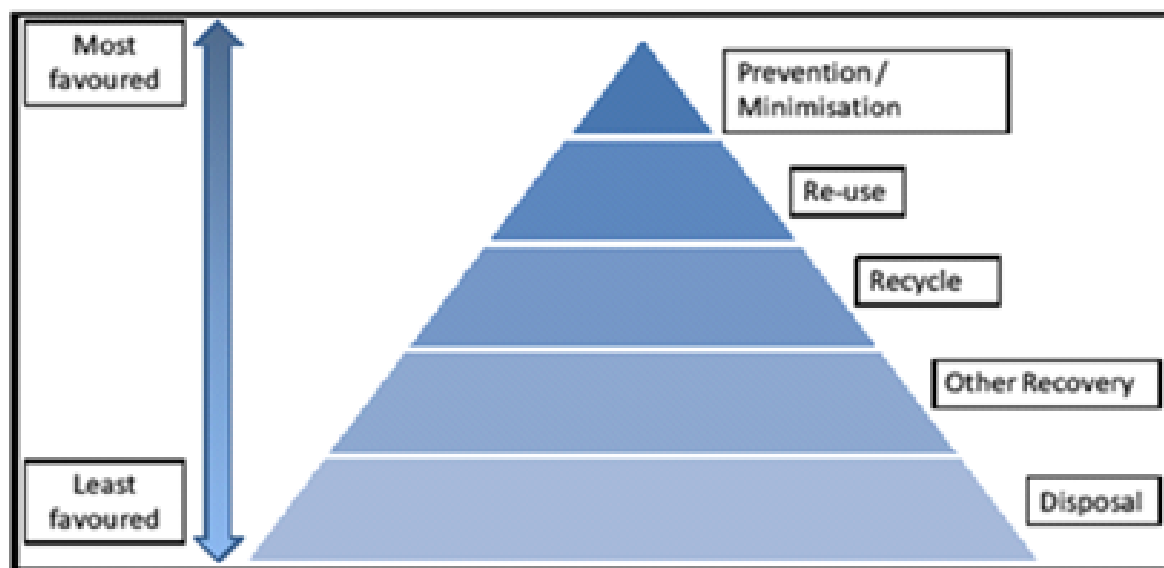 Most
favoured
Prevention /
Minimisation
Re-use
Recycle
Other Recovery
Least
favoured
Disposal